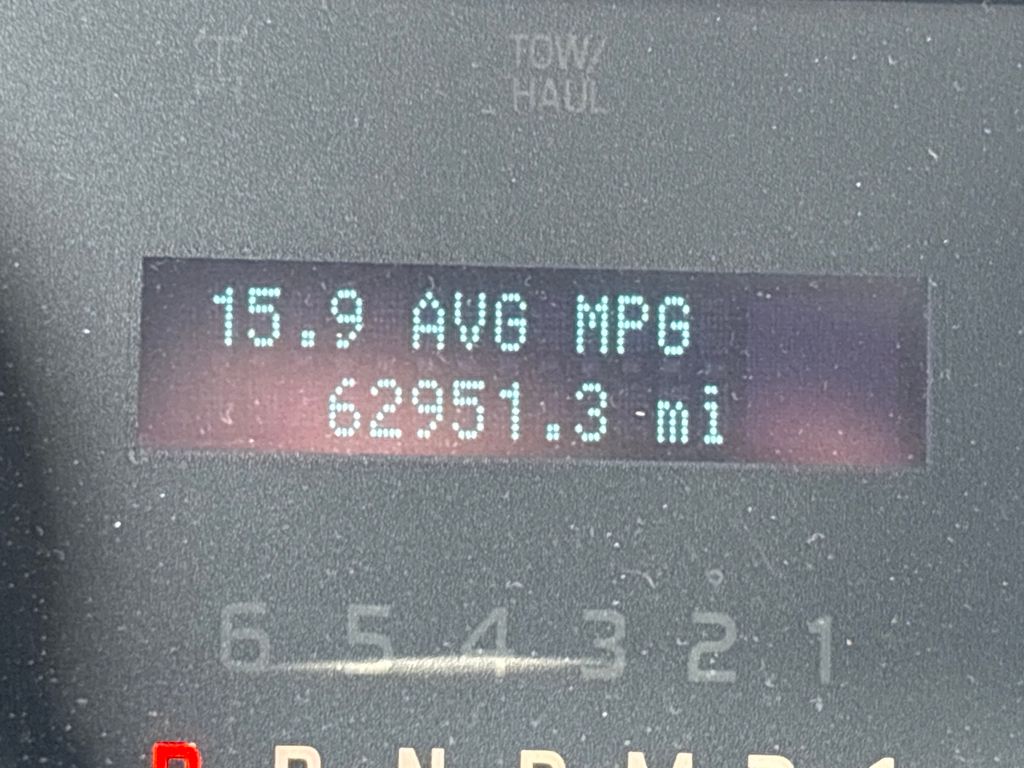 TOW/
HAUL
15.9 AVG MPG
62951.3 mi
6 5 4 3 2 1
P R N D M